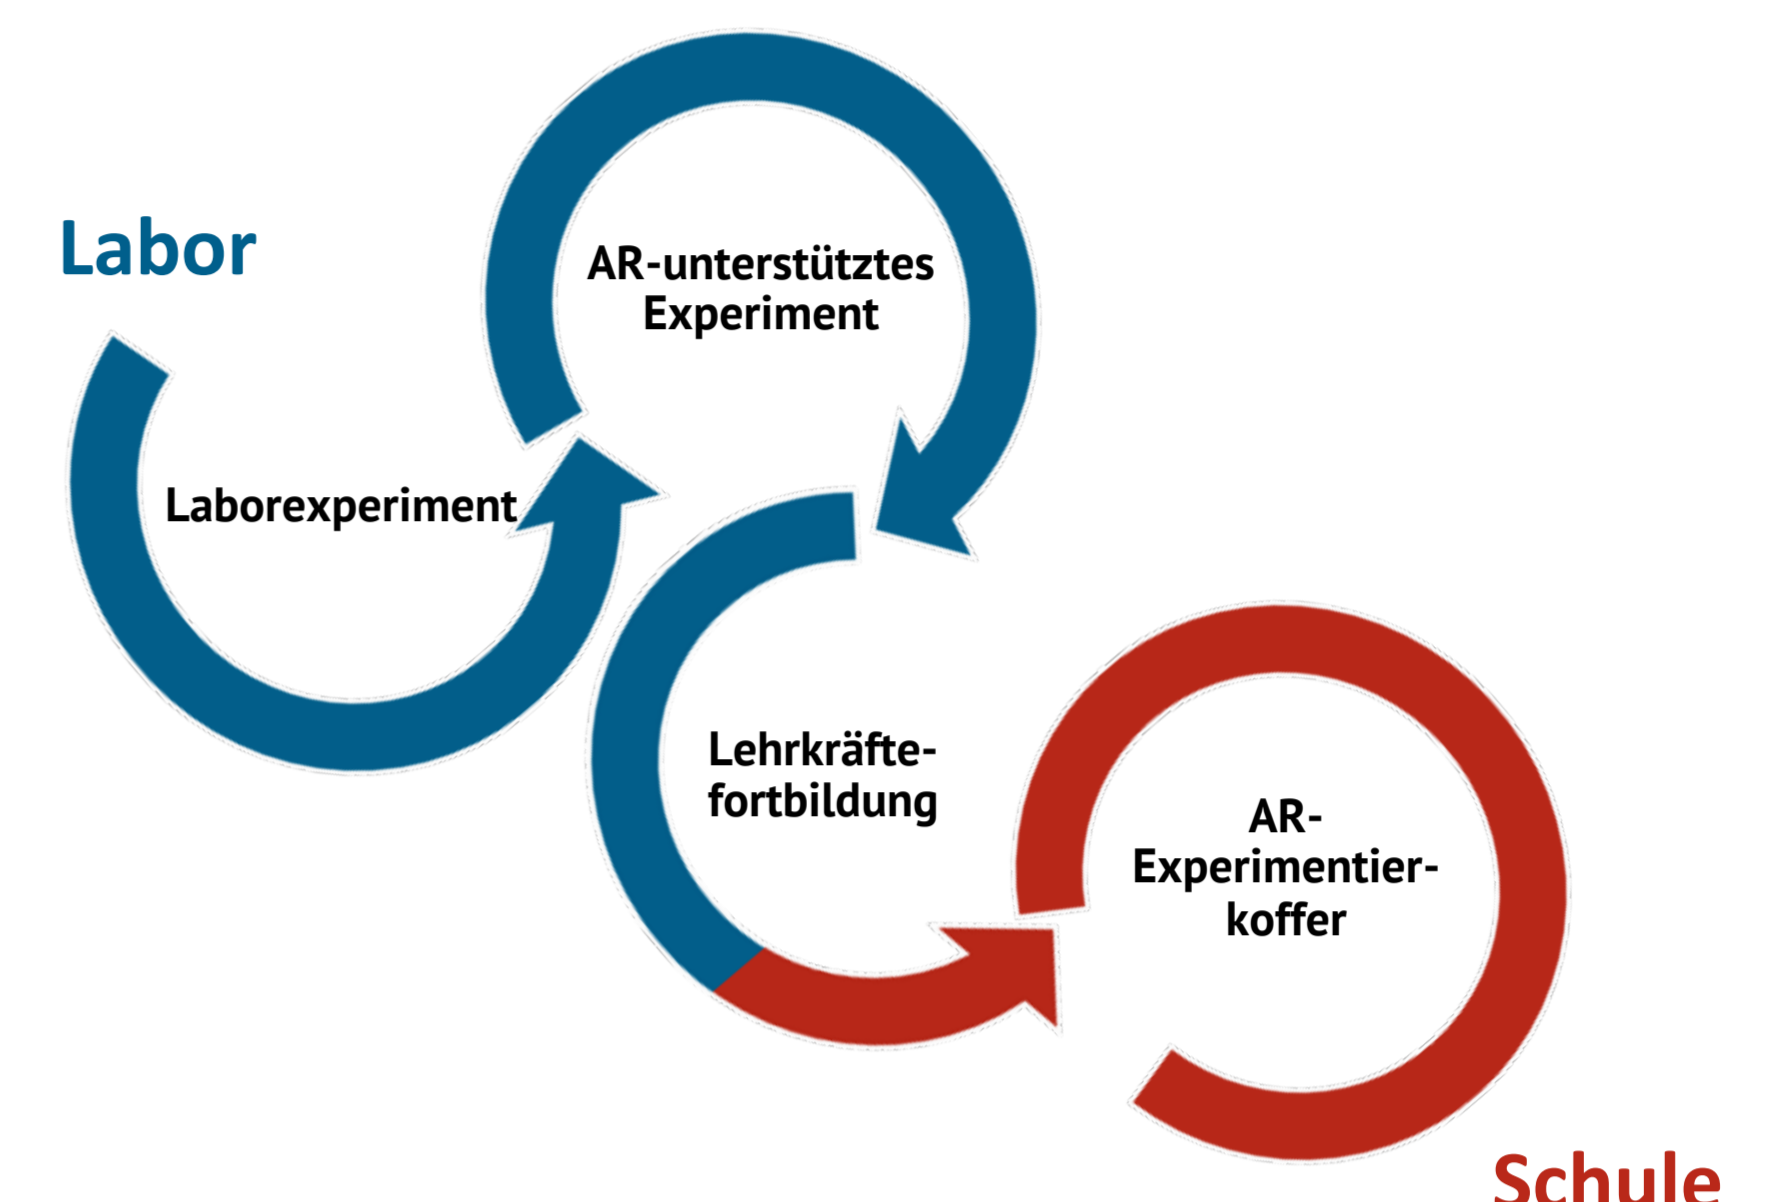 Labor
AR-unterstütztes
Experiment
Laborexperiment
Lehrkräfte-
fortbildung
AR-
Experimentier-
koffer
Schule